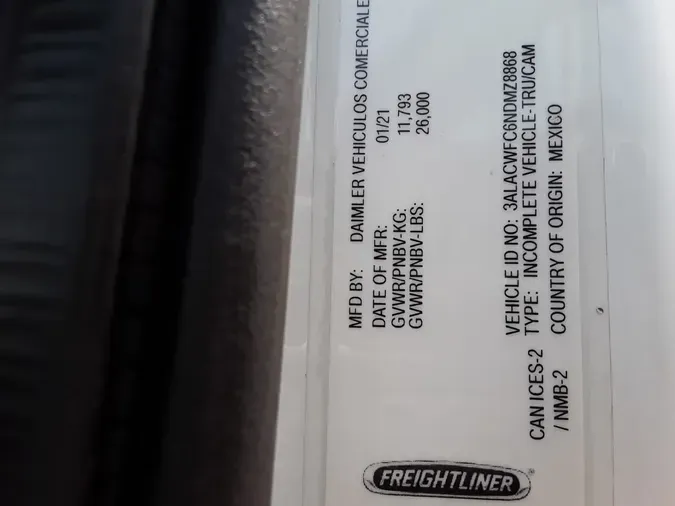 MFD BY: DAIMLER VEHICULOS COMERCIALE
DATE OF MFR: 01/21
GVWR/PNBV-KG: 11,793
GVWR/PNBV-LBS: 26,000
VEHICLE ID NO: 3ALACWFC6NDMZ8868
CAN ICES-2 TYPE: INCOMPLETE VEHICLE-TRU/CAM
/ NMB-2 COUNTRY OF ORIGIN: MEXICO
FREIGHTLINER®